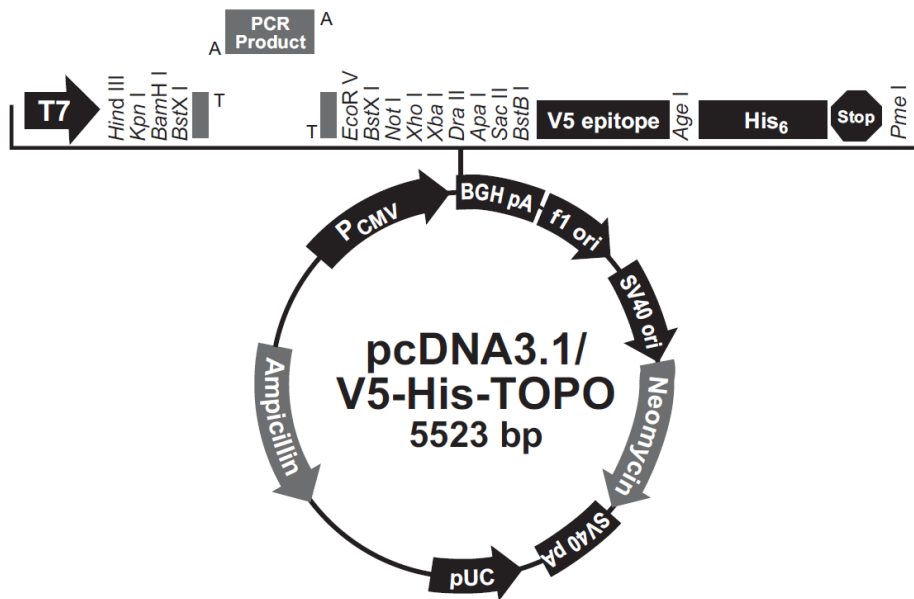 PCR
Product
A
A
T7
Hind III
Kpn I
BamH I
BstX I
T
T
EcoR V
BstX I
Not I
Xho I
Xba I
Dra II
Apa I
Sac II
BstB I
V5 epitope
Age I
His6
Stop
Pme I
PCMV
BGH pA
f1 ori
SV40 ori
Neomycin
SV40 pA
pUC
Ampicillin
pcDNA3.1/
V5-His-TOPO
5523 bp